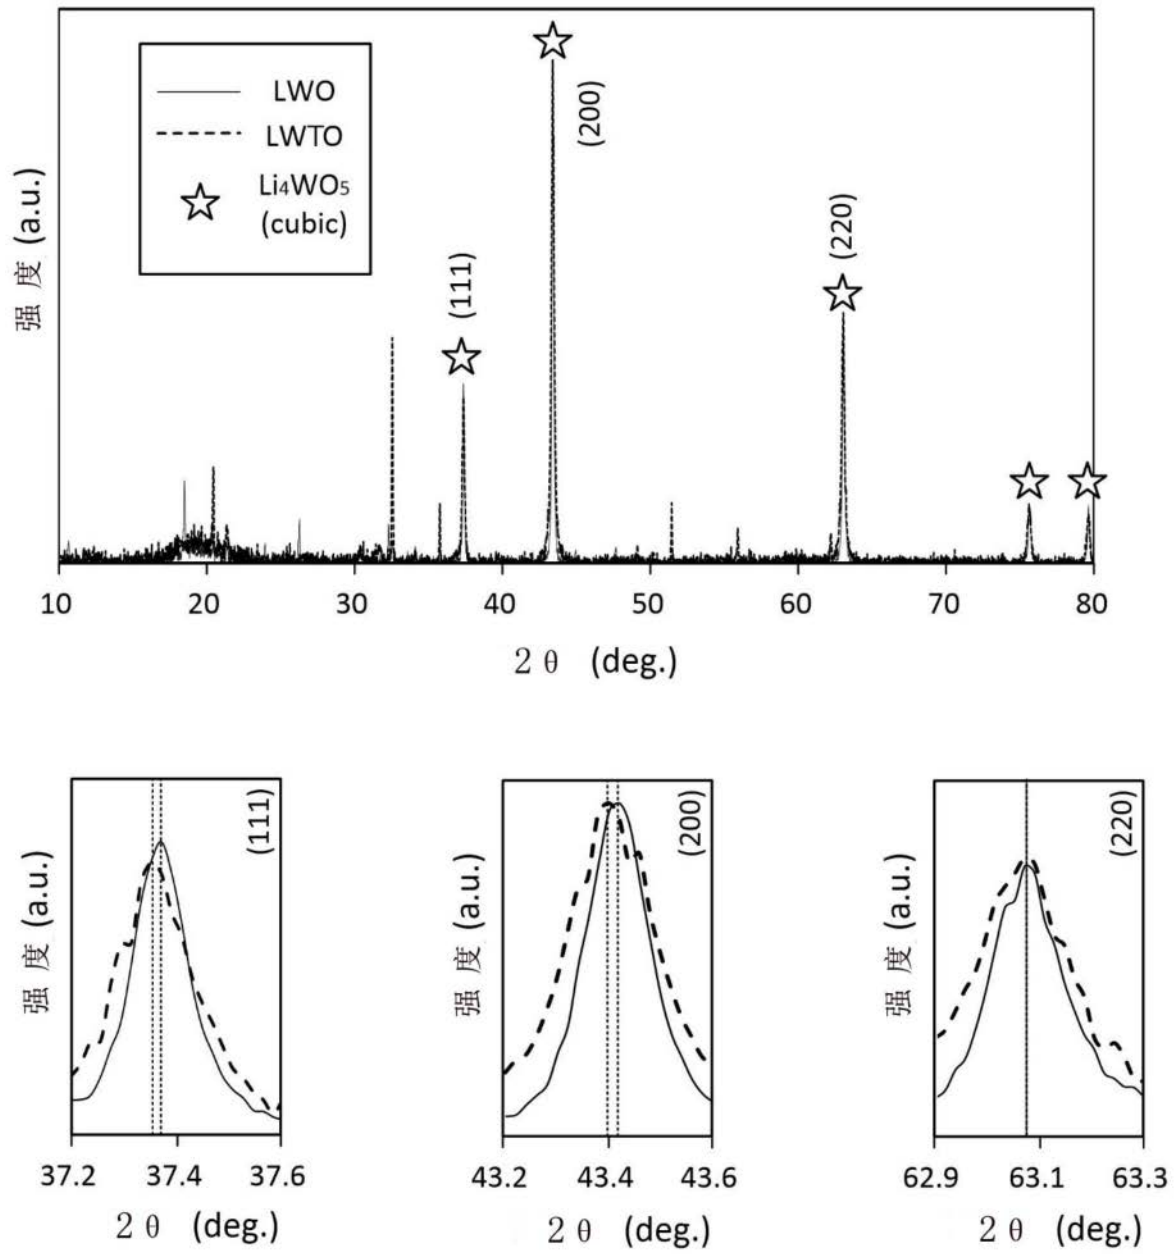 LWO
LWTO
Li₄WO₅
(cubic)
(111)
(200)
(220)
强度 (a.u.)
10 20 30 40 50 60 70 80
2θ (deg.)
(111)
强度 (a.u.)
37.2 37.4 37.6
2θ (deg.)
(200)
强度 (a.u.)
43.2 43.4 43.6
2θ (deg.)
(220)
强度 (a.u.)
62.9 63.1 63.3
2θ (deg.)